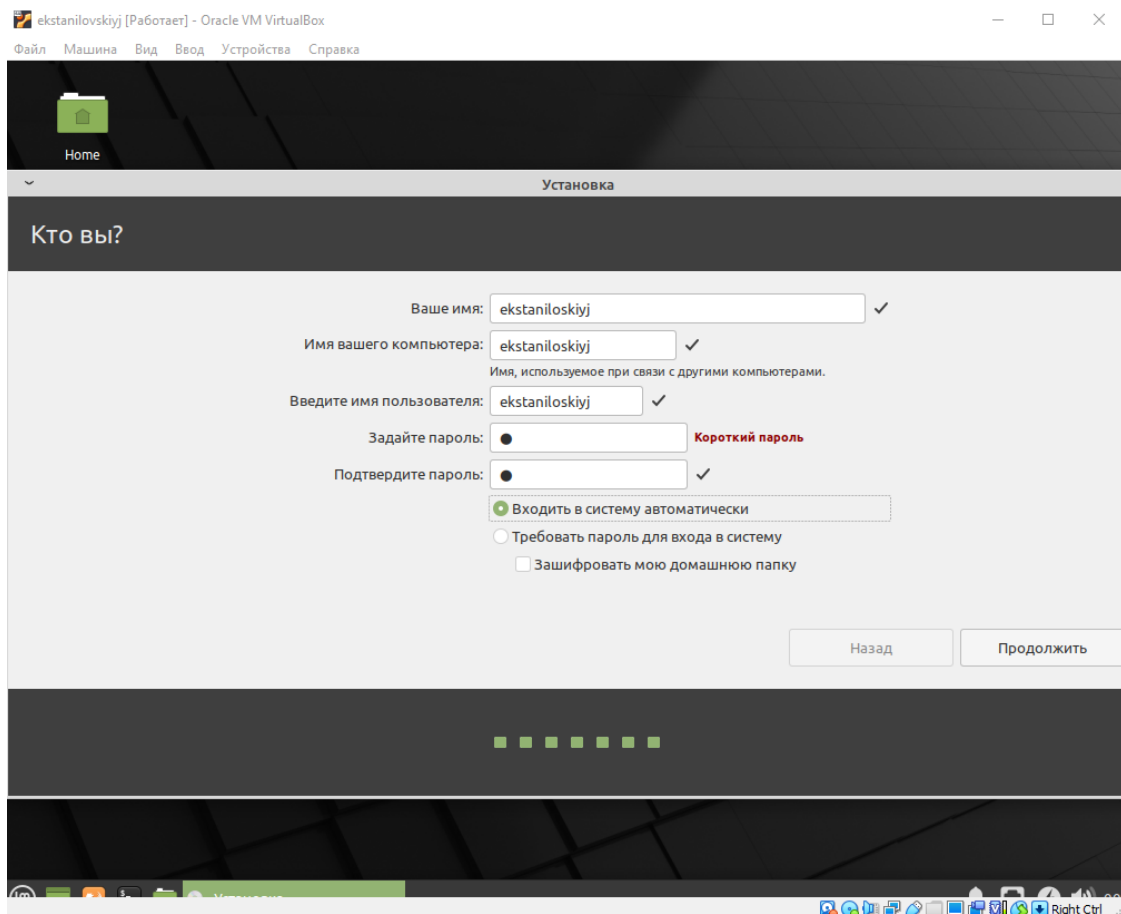 ekstanilovskiyj [Работает] - Oracle VM VirtualBox
Файл Машина Вид Ввод Устройства Справка
Home
Установка
Кто вы?
Ваше имя: ekstaniloskiyj
Имя вашего компьютера: ekstaniloskiyj
Имя, используемое при связи с другими компьютерами.
Введите имя пользователя: ekstaniloskiyj
Задайте пароль: ● Короткий пароль
Подтвердите пароль: ●
Входить в систему автоматически
Требовать пароль для входа в систему
Зашифровать мою домашнюю папку
Назад Продолжить
Установка
Right Ctrl